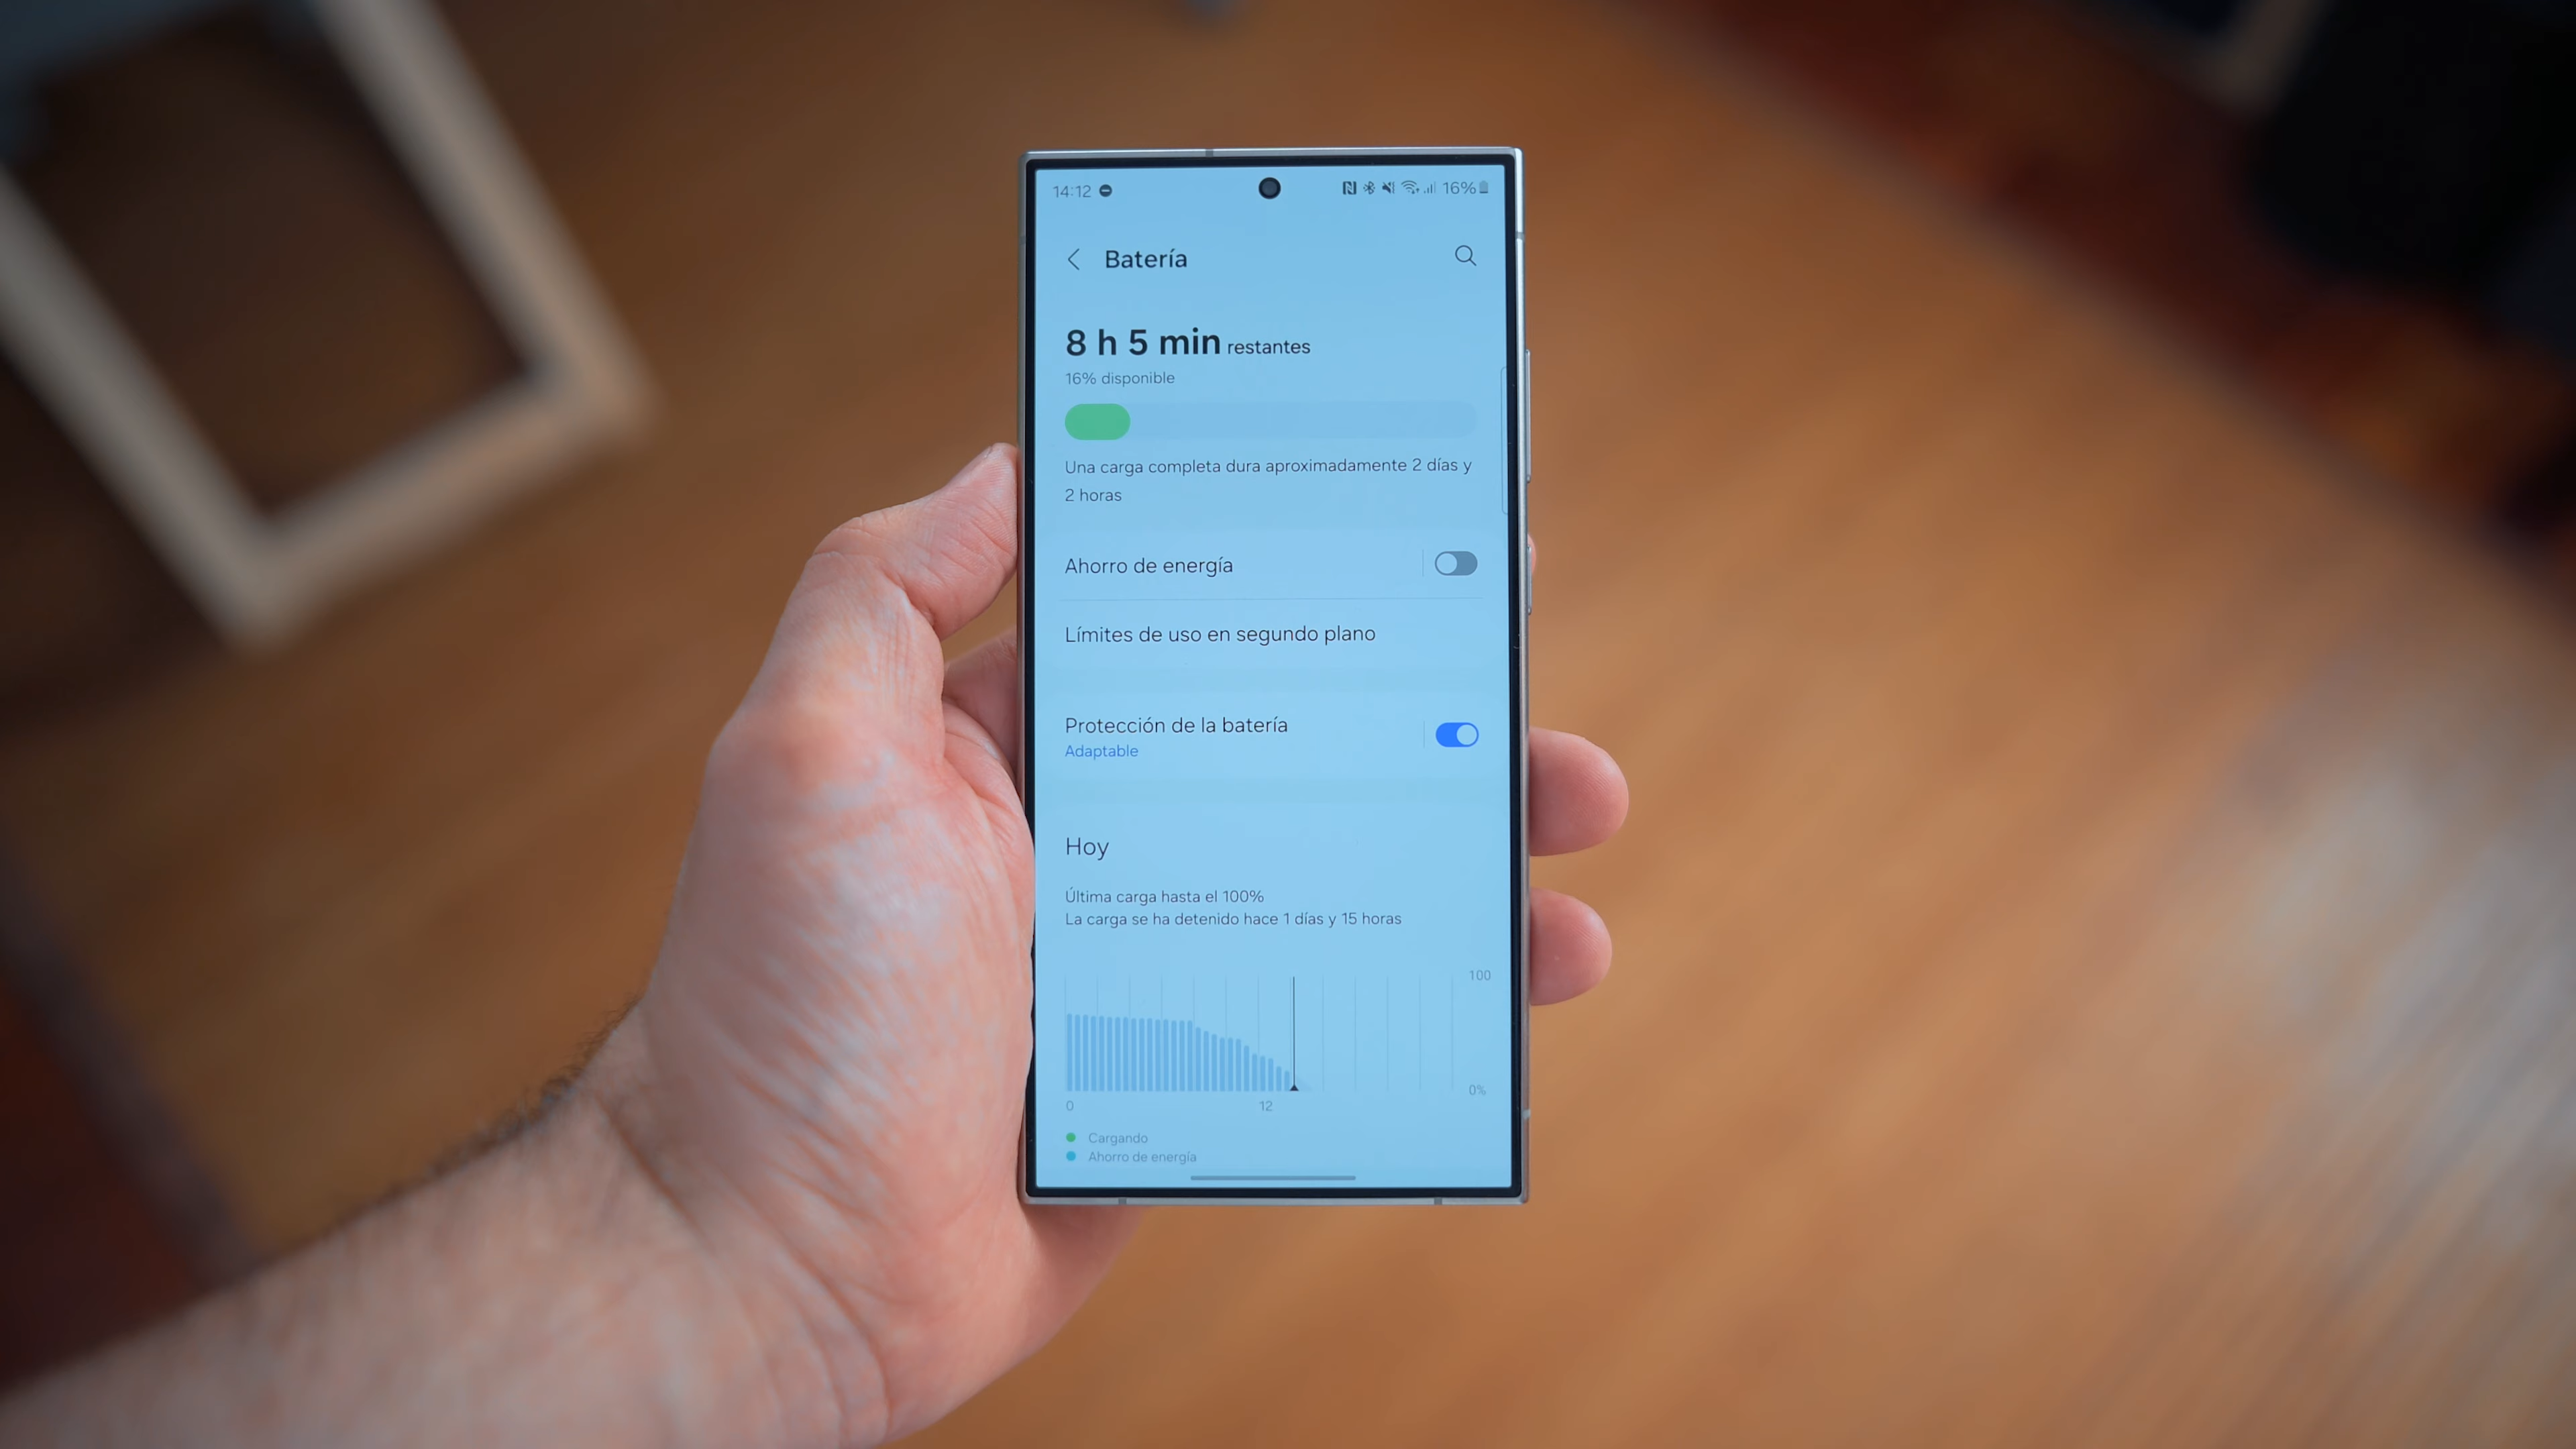 14:12 16%
Batería
8 h 5 min restantes
16% disponible
Una carga completa dura aproximadamente 2 días y
2 horas
Ahorro de energía
Límites de uso en segundo plano
Protección de la batería
Adaptable
Hoy
Última carga hasta el 100%
La carga se ha detenido hace 1 días y 15 horas
100
0%
0 12
Cargando
Ahorro de energía